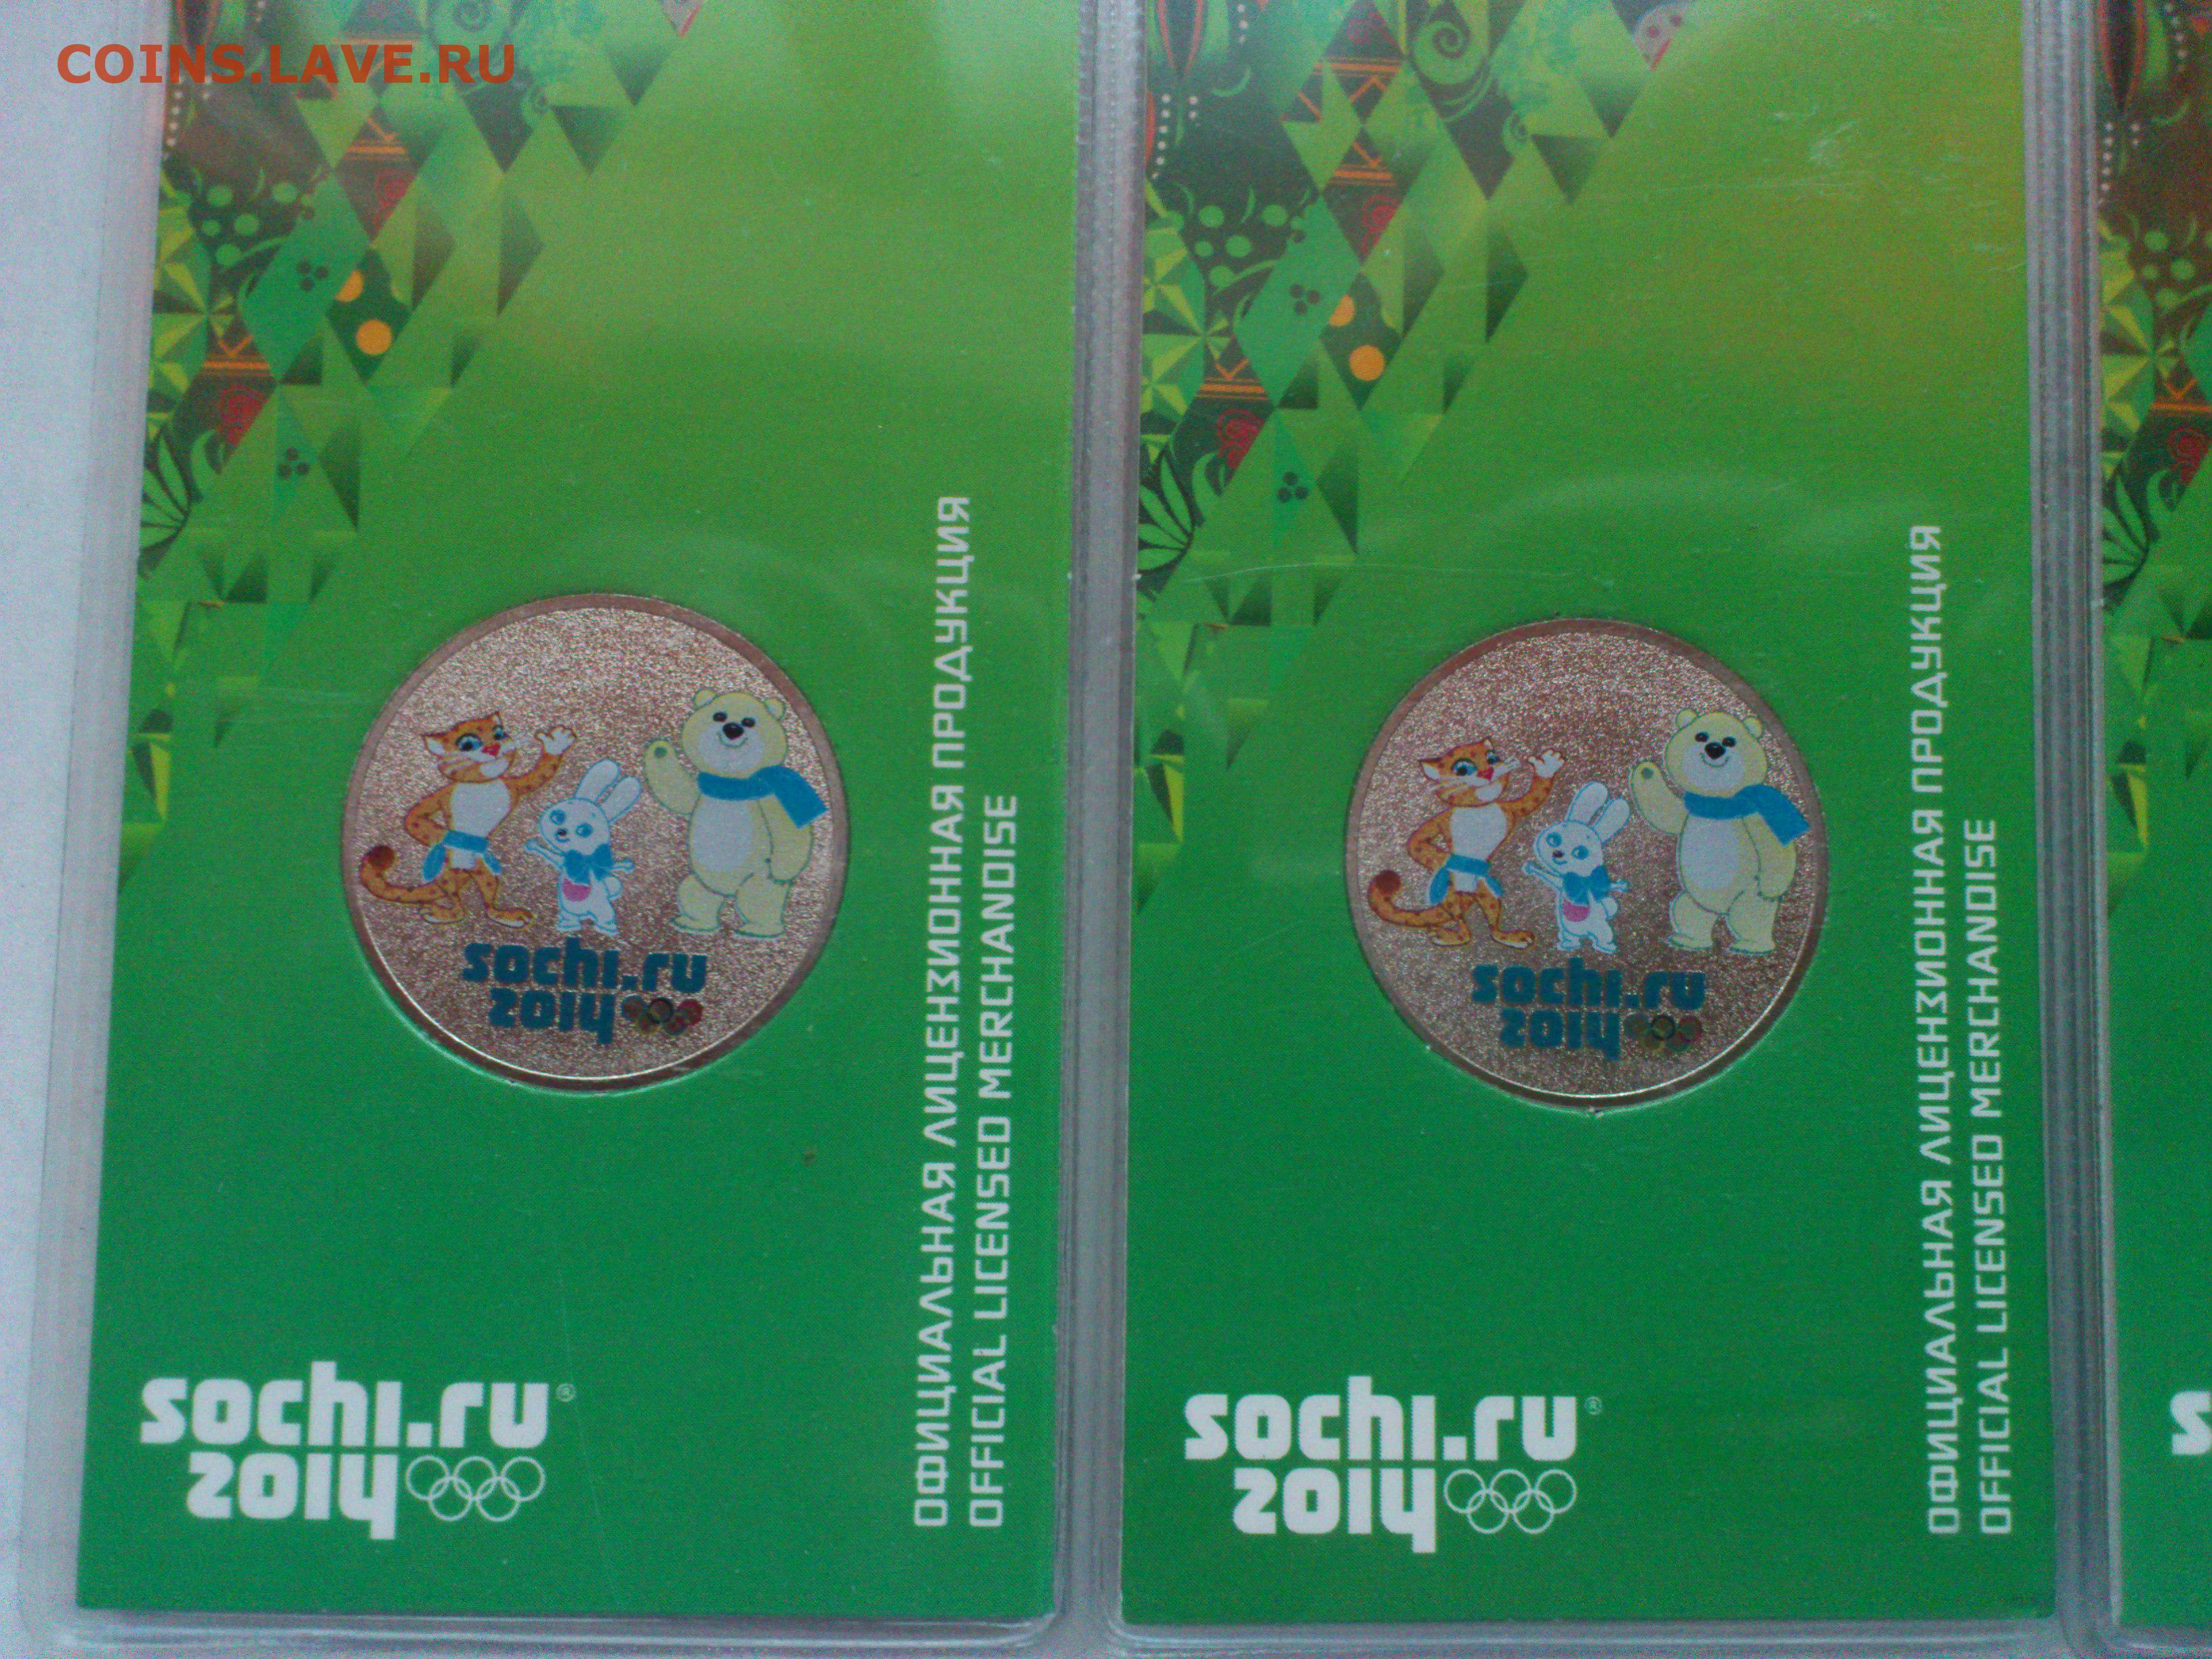 COINS.LAVE.RU
sochi.ru
2014
ОФИЦИАЛЬНАЯ ЛИЦЕНЗИОННАЯ ПРОДУКЦИЯ
OFFICIAL LICENSED MERCHANDISE
sochi.ru®
2014
sochi.ru
2014
ОФИЦИАЛЬНАЯ ЛИЦЕНЗИОННАЯ ПРОДУКЦИЯ
OFFICIAL LICENSED MERCHANDISE
sochi.ru®
2014
s